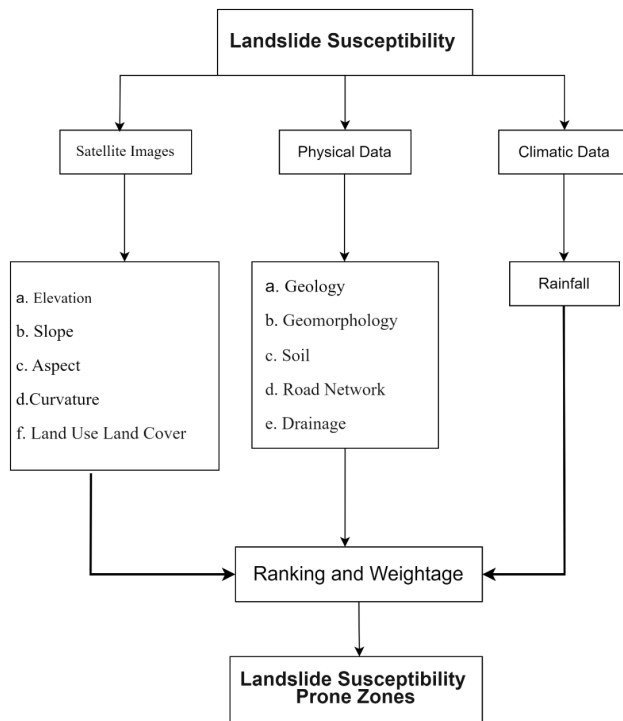 Landslide Susceptibility
Satellite Images
Physical Data
Climatic Data
a. Elevation
b. Slope
c. Aspect
d.Curvature
f. Land Use Land Cover
a. Geology
b. Geomorphology
c. Soil
d. Road Network
e. Drainage
Rainfall
Ranking and Weightage
Landslide Susceptibility
Prone Zones